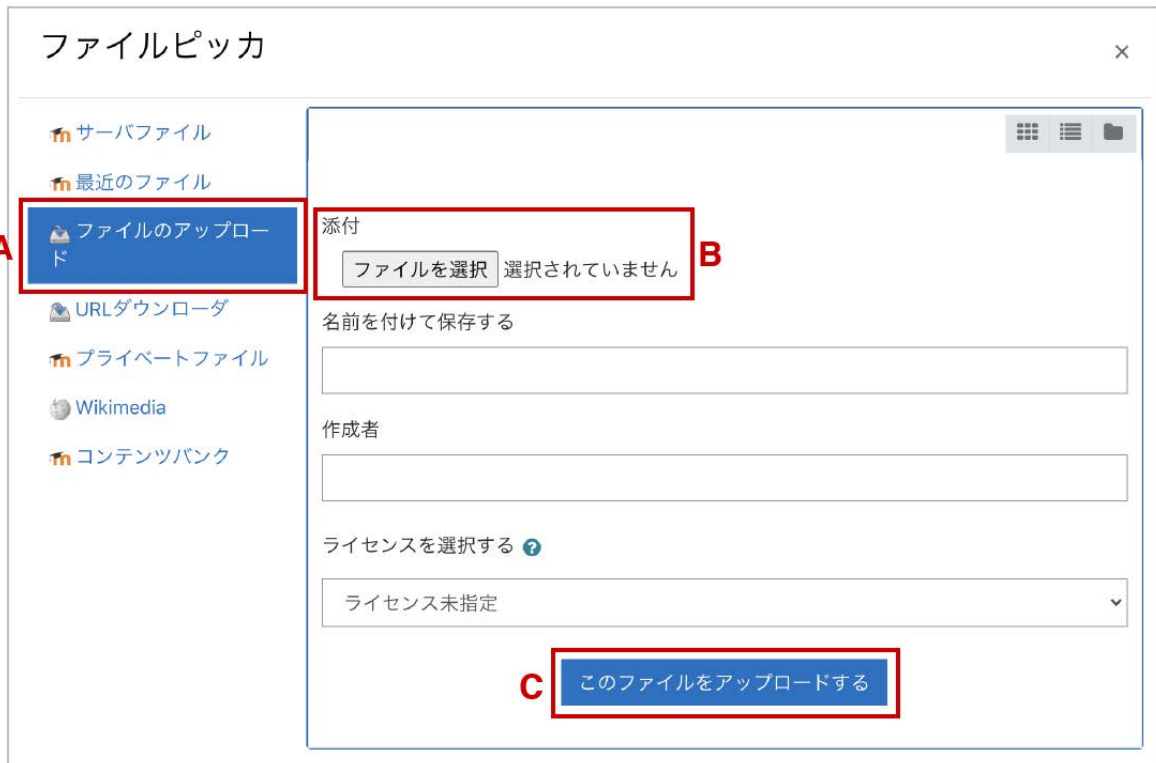 ファイルピッカ
×
サーバファイル
最近のファイル
A
ファイルのアップロー
ド
URLダウンローダ
プライベートファイル
Wikimedia
コンテンツバンク
添付
ファイルを選択 選択されていません
B
名前を付けて保存する
作成者
ライセンスを選択する ?
ライセンス未指定
C
このファイルをアップロードする